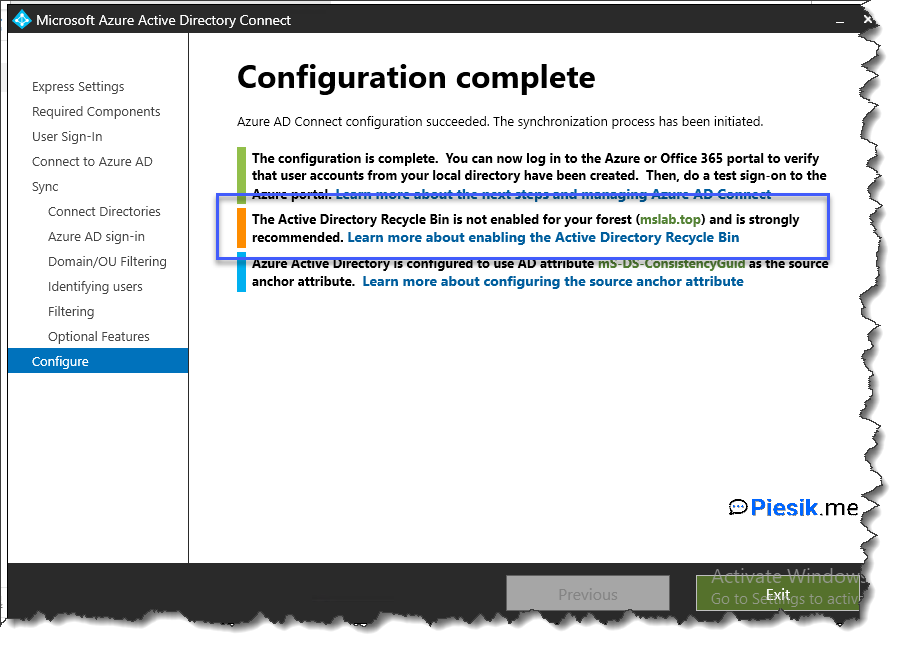 Microsoft Azure Active Directory Connect
Express Settings
Required Components
User Sign-In
Connect to Azure AD
Sync
Connect Directories
Azure AD sign-in
Domain/OU Filtering
Identifying users
Filtering
Optional Features
Configure
Configuration complete
Azure AD Connect configuration succeeded. The synchronization process has been initiated.
The configuration is complete. You can now log in to the Azure or Office 365 portal to verify
that user accounts from your local directory have been created. Then, do a test sign-on to the
Azure portal. Learn more about the next steps and managing Azure AD Connect
The Active Directory Recycle Bin is not enabled for your forest (mslab.top) and is strongly
recommended. Learn more about enabling the Active Directory Recycle Bin
Azure Active Directory is configured to use AD attribute mS-DS-ConsistencyGuid as the source
anchor attribute. Learn more about configuring the source anchor attribute
Piesik.me
Activate Windows
Go to Settings to activ
Previous
Exit